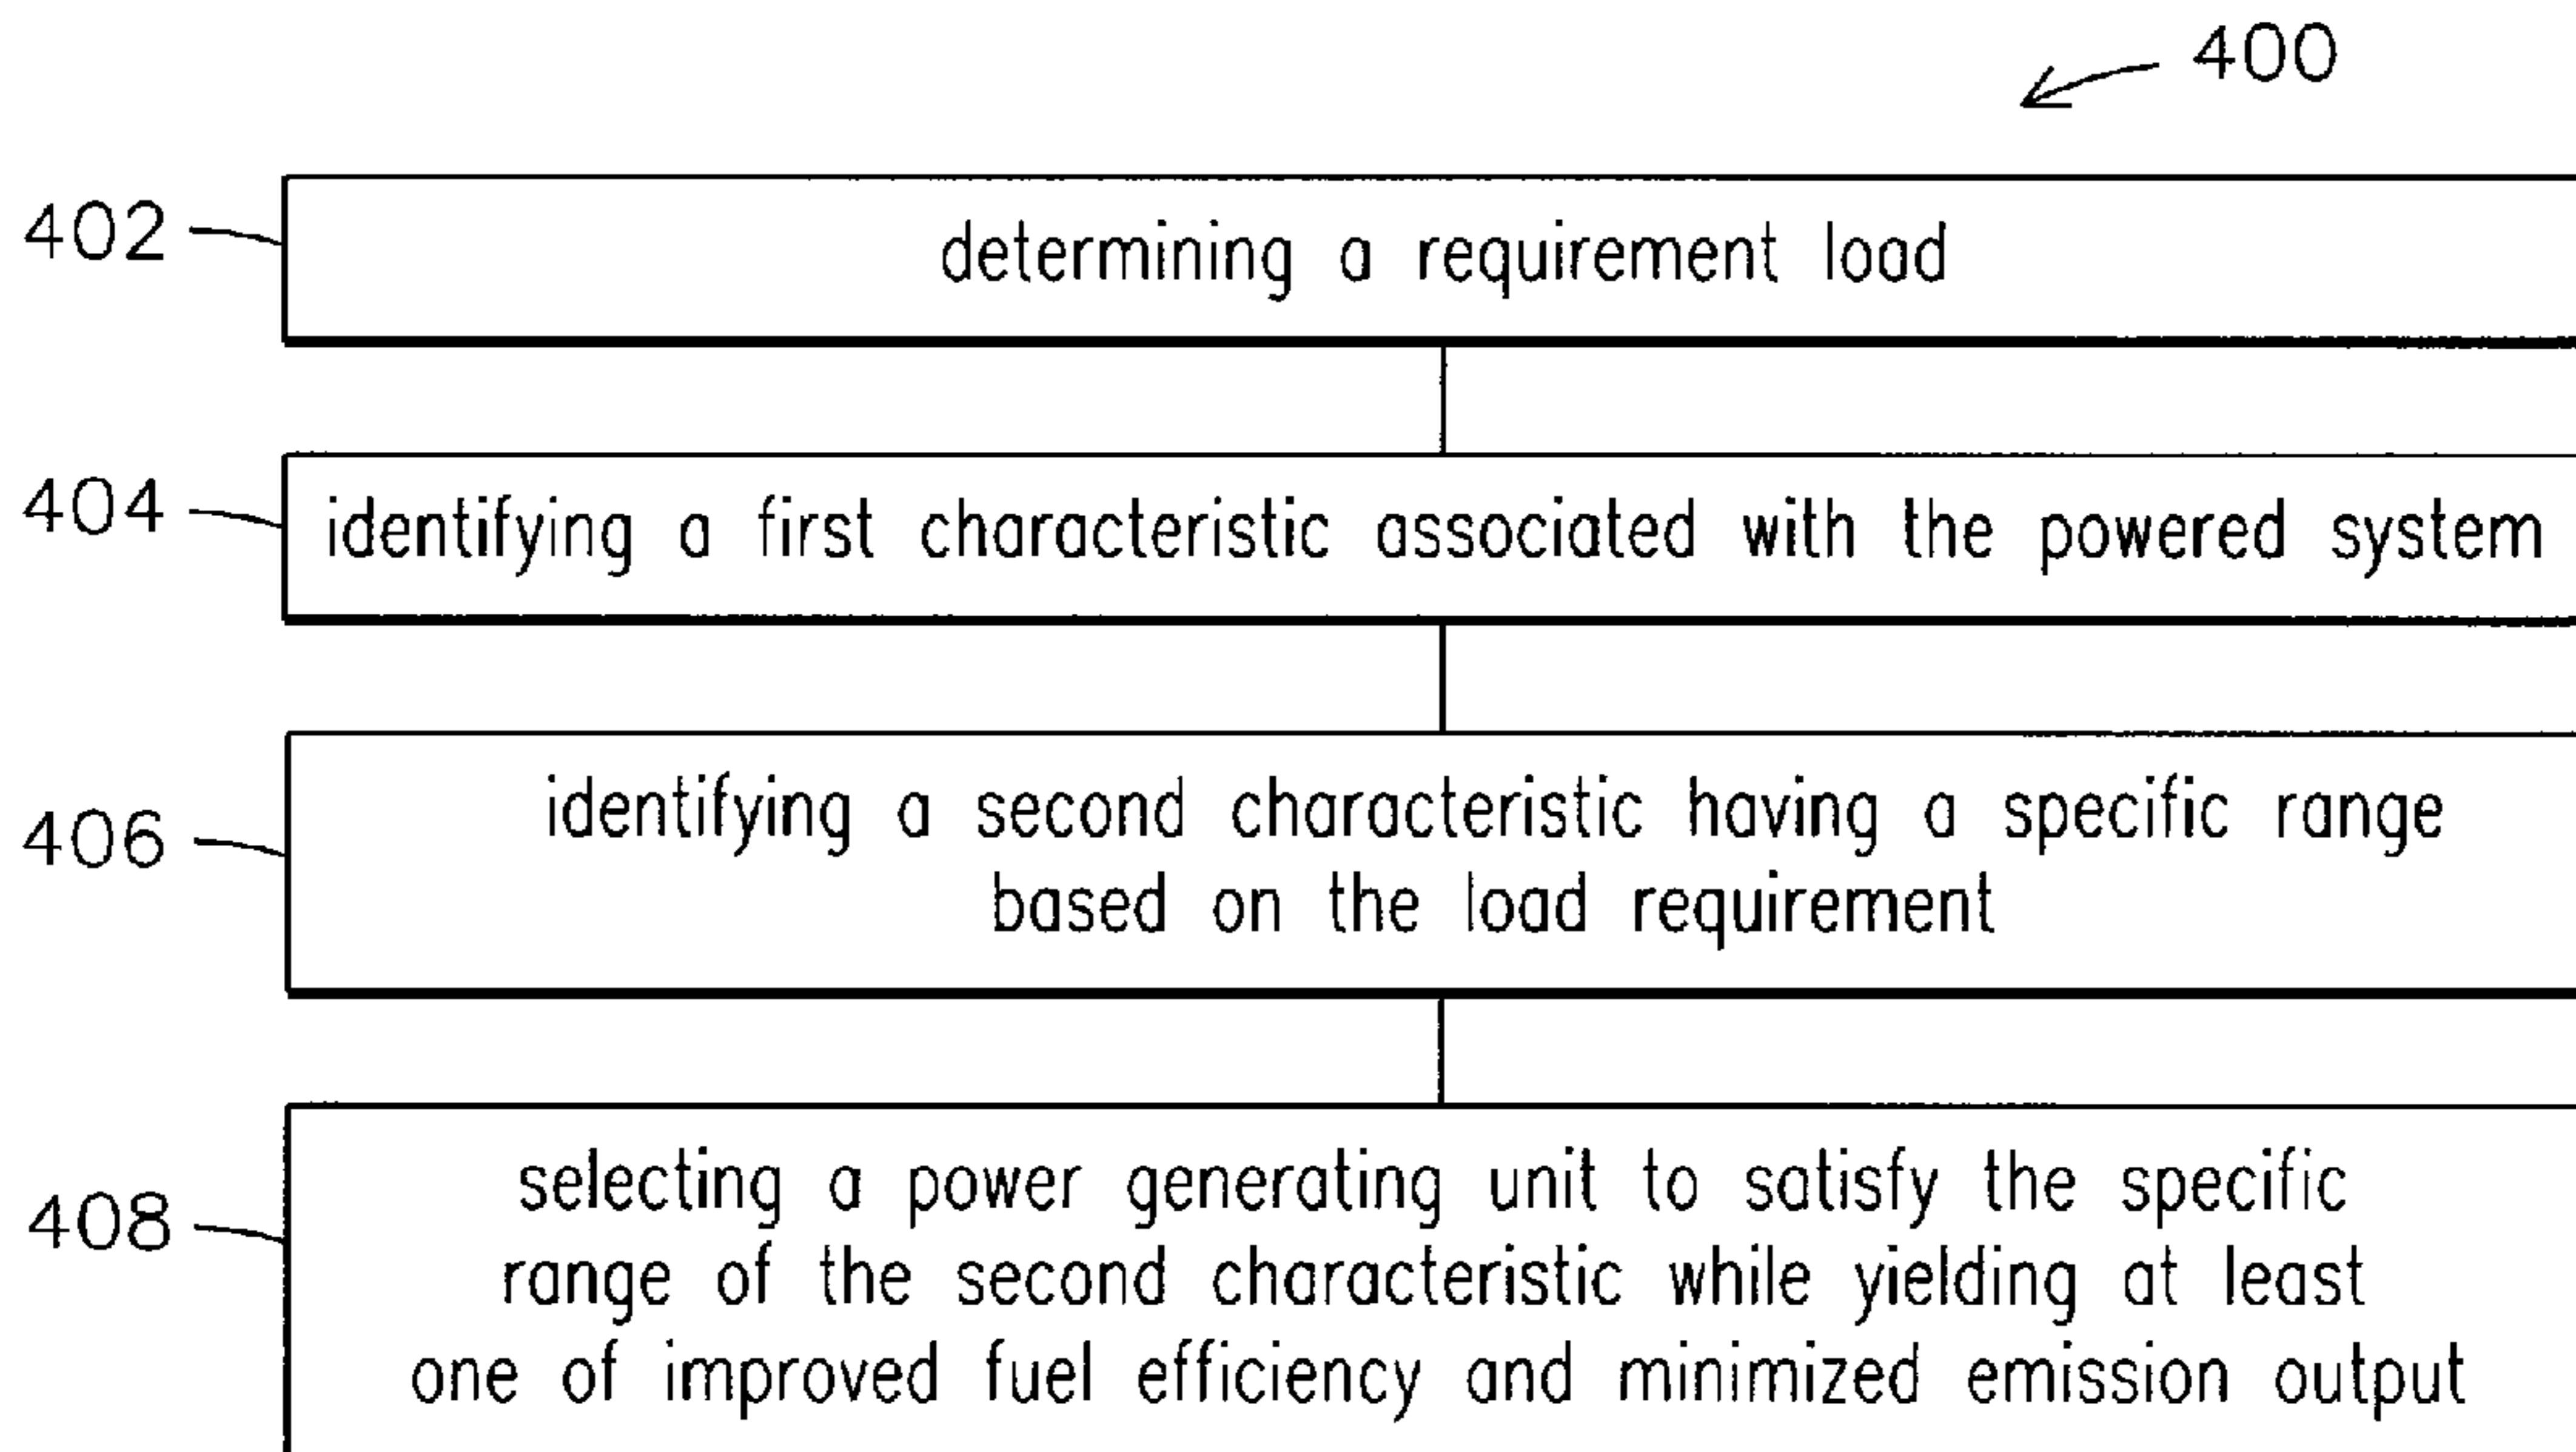 400
402
determining a requirement load
404
identifying a first characteristic associated with the powered system
406
identifying a second characteristic having a specific range
based on the load requirement
408
selecting a power generating unit to satisfy the specific
range of the second characteristic while yielding at least
one of improved fuel efficiency and minimized emission output